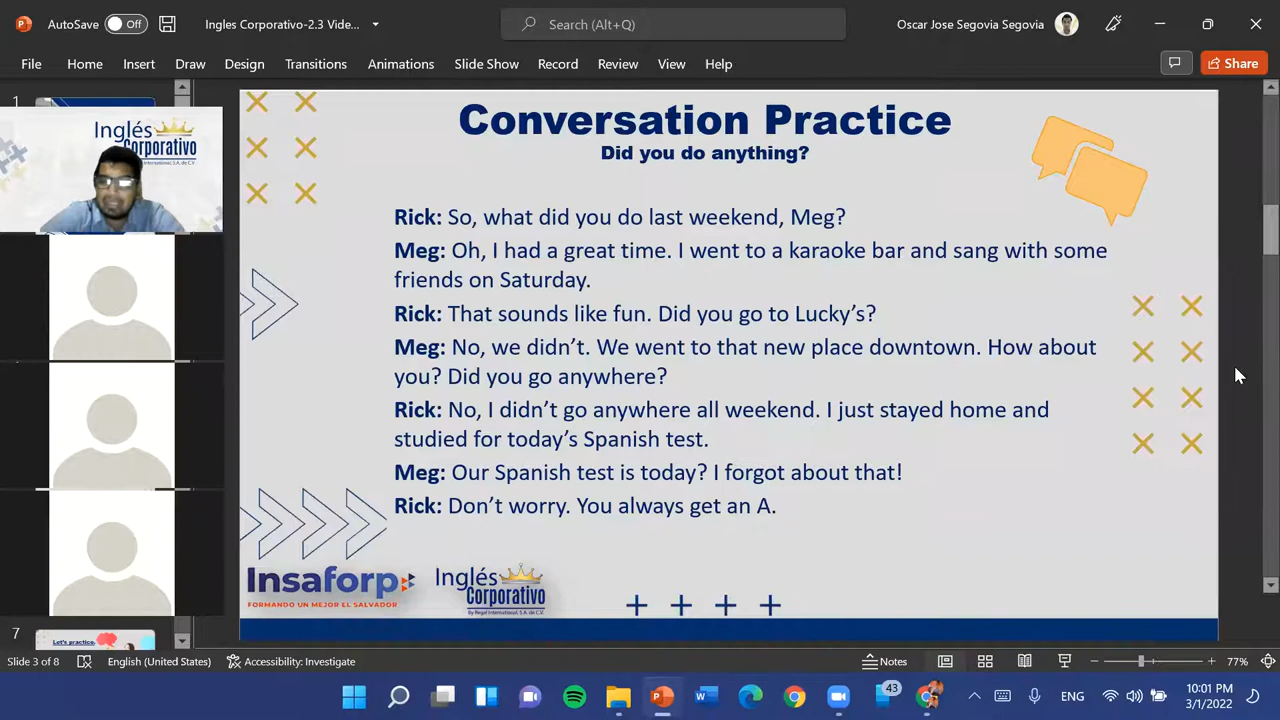 AutoSave Off Ingles Corporativo-2.3 Vide... Search (Alt+Q) Oscar Jose Segovia Segovia
File Home Insert Draw Design Transitions Animations Slide Show Record Review View Help Share
1
Inglés
Corporativo
Conversation Practice
Did you do anything?
Rick: So, what did you do last weekend, Meg?
Meg: Oh, I had a great time. I went to a karaoke bar and sang with some
friends on Saturday.
Rick: That sounds like fun. Did you go to Lucky's?
Meg: No, we didn't. We went to that new place downtown. How about
you? Did you go anywhere?
Rick: No, I didn't go anywhere all weekend. I just stayed home and
studied for today's Spanish test.
Meg: Our Spanish test is today? I forgot about that!
Rick: Don't worry. You always get an A.
Insaforp
FORMANDO UN MEJOR EL SALVADOR
Inglés
Corporativo
By Regal International, S.A. de C.V.
7
Let's practice.
Slide 3 of 8 English (United States) Accessibility: Investigate Notes 77%
43 ENG 10:01 PM
3/1/2022